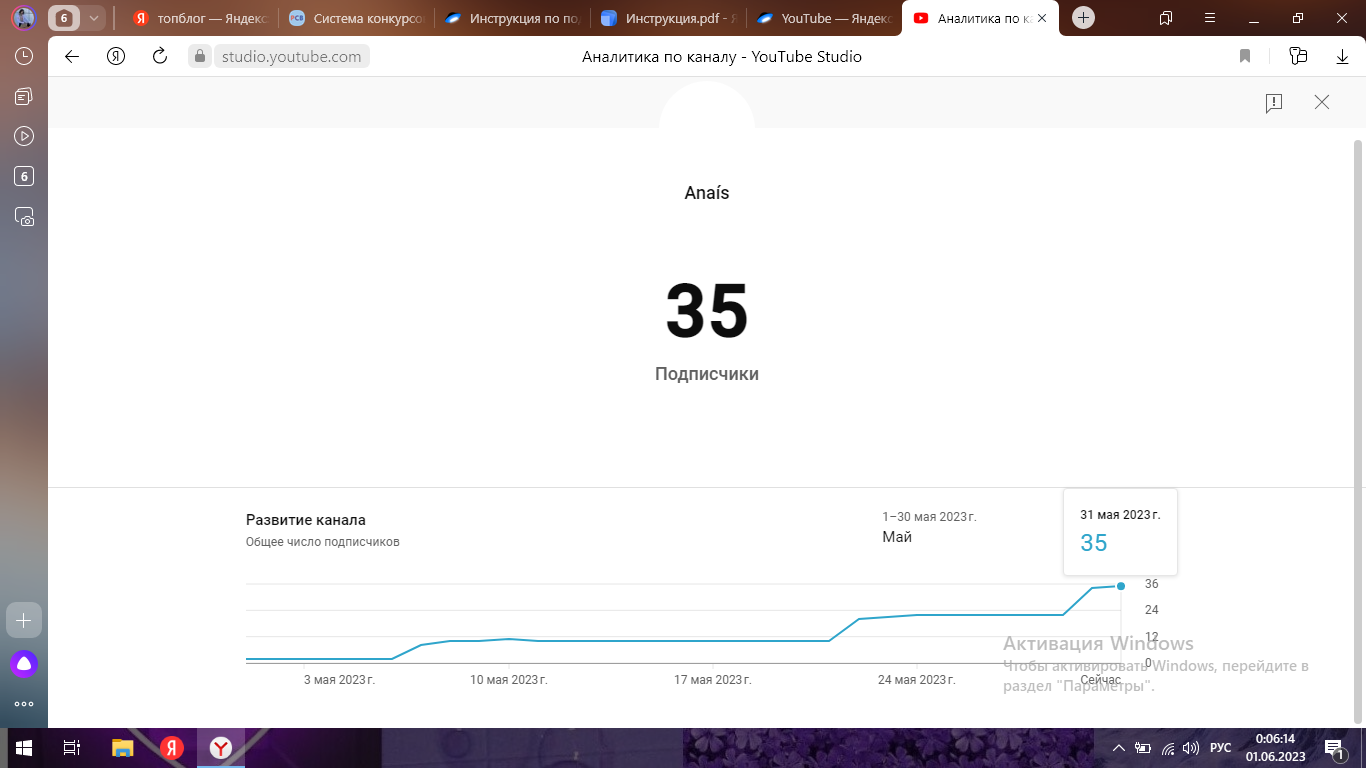 6
топблог — Яндекс
Система конкурсо
Инструкция по по
Инструкция.pdf - Я
YouTube — Яндекс
Аналитика по ка
studio.youtube.com
Аналитика по каналу - YouTube Studio
6
Anaís
35
Подписчики
Развитие канала
Общее число подписчиков
1–30 мая 2023 г.
Май
31 мая 2023 г.
35
36
24
12
0
3 мая 2023 г.
10 мая 2023 г.
17 мая 2023 г.
24 мая 2023 г.
Сейчас
Активация Windows
Чтобы активировать Windows, перейдите в
раздел "Параметры".
РУС
0:06:14
01.06.2023
1